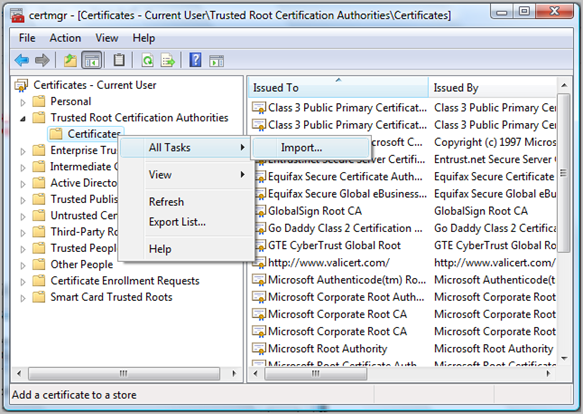 certmgr - [Certificates - Current User\Trusted Root Certification Authorities\Certificates]
File Action View Help
Certificates - Current User
Personal
Trusted Root Certification Authorities
Certificates
Enterprise Tru
Intermediate C
Active Directo
Trusted Publis
Untrusted Cer
Third-Party Ro
Trusted People
Other People
Certificate Enrollment Requests
Smart Card Trusted Roots
All Tasks
View
Refresh
Export List...
Help
Import...
Issued To Issued By
Class 3 Public Primary Certificat... Class 3 Public Primary Cer
Class 3 Public Primary Certificat... Class 3 Public Primary Cer
Microsoft C... Copyright (c) 1997 Micros
Entrust.net Secure Server Certif... Entrust.net Secure Server
Equifax Secure Certificate Auth... Equifax Secure Certificate
Equifax Secure Global eBusines... Equifax Secure Global eBu
GlobalSign Root CA GlobalSign Root CA
Go Daddy Class 2 Certification ... Go Daddy Class 2 Certifica
GTE CyberTrust Global Root GTE CyberTrust Global Roo
http://www.valicert.com/ http://www.valicert.com/
Microsoft Authenticode(tm) Ro... Microsoft Authenticode(t
Microsoft Corporate Root Auth... Microsoft Corporate Root
Microsoft Corporate Root CA Microsoft Corporate Root
Microsoft Corporate Root CA Microsoft Corporate Root
Microsoft Root Authority Microsoft Root Authority
Microsoft Root Certificate Auth... Microsoft Root Certificate
Add a certificate to a store